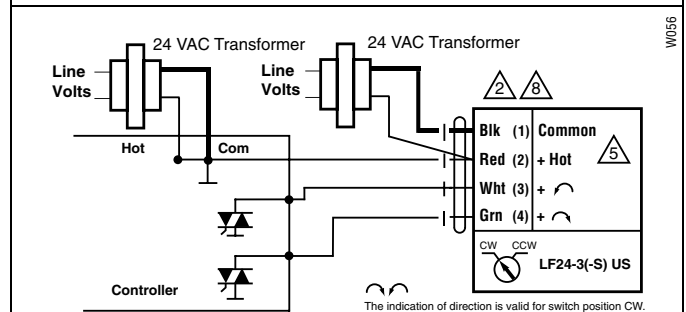 W056
24 VAC Transformer
24 VAC Transformer
Line
Volts
Line
Volts
2 8
Hot
Com
Blk (1) Common
Red (2) + Hot
5
Wht (3) +
Grn (4) +
CW CCW
LF24-3(-S) US
Controller
The indication of direction is valid for switch position CW.